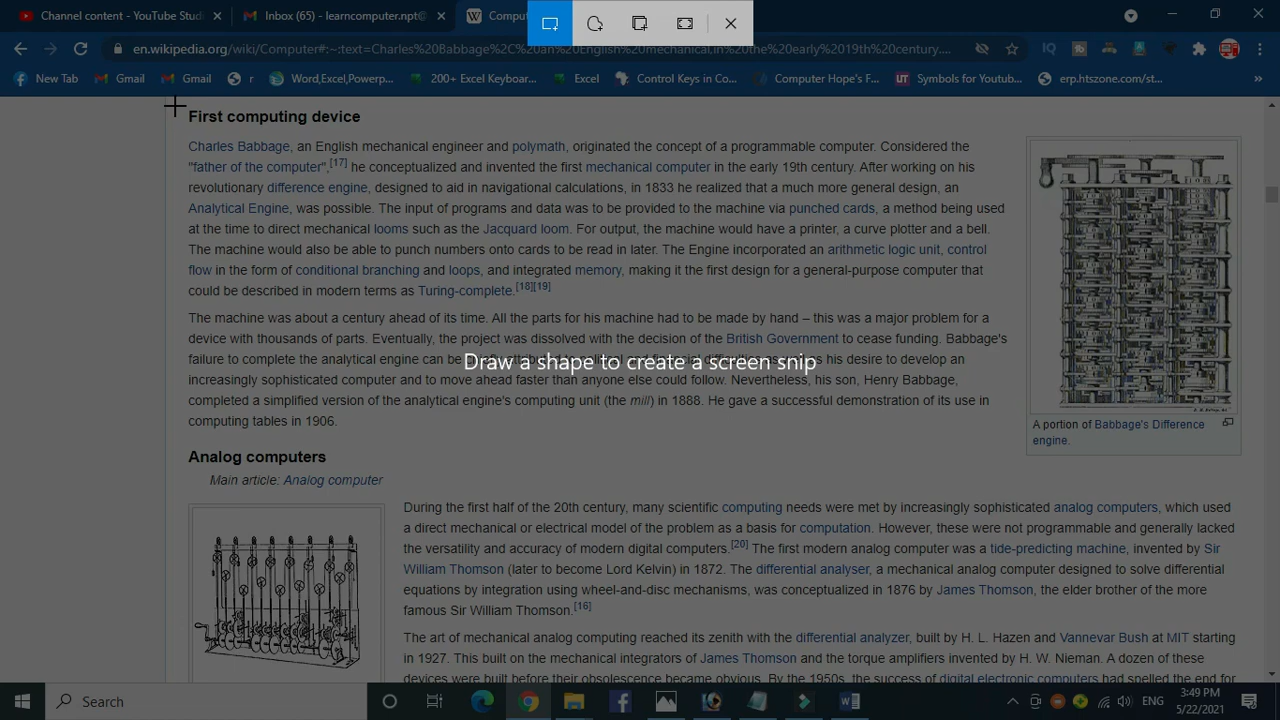 Channel content - YouTube Studio
Inbox (65) - learncomputer.npt@
Compu
en.wikipedia.org/wiki/Computer#:~:text=Charles%20Babbage%2C%20an%20English%20mechanical,in%20the%20early%2019th%20century....
New Tab
Gmail
Gmail
r
Word,Excel,Powerp...
200+ Excel Keyboar...
Excel
Control Keys in Co...
Computer Hope's F...
Symbols for Youtub...
erp.htszone.com/st...
First computing device
Charles Babbage, an English mechanical engineer and polymath, originated the concept of a programmable computer. Considered the
"father of the computer",[17] he conceptualized and invented the first mechanical computer in the early 19th century. After working on his
revolutionary difference engine, designed to aid in navigational calculations, in 1833 he realized that a much more general design, an
Analytical Engine, was possible. The input of programs and data was to be provided to the machine via punched cards, a method being used
at the time to direct mechanical looms such as the Jacquard loom. For output, the machine would have a printer, a curve plotter and a bell.
The machine would also be able to punch numbers onto cards to be read in later. The Engine incorporated an arithmetic logic unit, control
flow in the form of conditional branching and loops, and integrated memory, making it the first design for a general-purpose computer that
could be described in modern terms as Turing-complete.[18][19]
The machine was about a century ahead of its time. All the parts for his machine had to be made by hand – this was a major problem for a
device with thousands of parts. Eventually, the project was dissolved with the decision of the British Government to cease funding. Babbage's
failure to complete the analytical engine can be his desire to develop an
Draw a shape to create a screen snip
increasingly sophisticated computer and to move ahead faster than anyone else could follow. Nevertheless, his son, Henry Babbage,
completed a simplified version of the analytical engine's computing unit (the mill) in 1888. He gave a successful demonstration of its use in
computing tables in 1906.
A portion of Babbage's Difference
engine.
Analog computers
Main article: Analog computer
During the first half of the 20th century, many scientific computing needs were met by increasingly sophisticated analog computers, which used
a direct mechanical or electrical model of the problem as a basis for computation. However, these were not programmable and generally lacked
the versatility and accuracy of modern digital computers.[20] The first modern analog computer was a tide-predicting machine, invented by Sir
William Thomson (later to become Lord Kelvin) in 1872. The differential analyser, a mechanical analog computer designed to solve differential
equations by integration using wheel-and-disc mechanisms, was conceptualized in 1876 by James Thomson, the elder brother of the more
famous Sir William Thomson.[16]
The art of mechanical analog computing reached its zenith with the differential analyzer, built by H. L. Hazen and Vannevar Bush at MIT starting
in 1927. This built on the mechanical integrators of James Thomson and the torque amplifiers invented by H. W. Nieman. A dozen of these
devices were built before their obsolescence became obvious. By the 1950s, the success of digital electronic computers had spelled the end for
Search
ENG
3:49 PM
5/22/2021